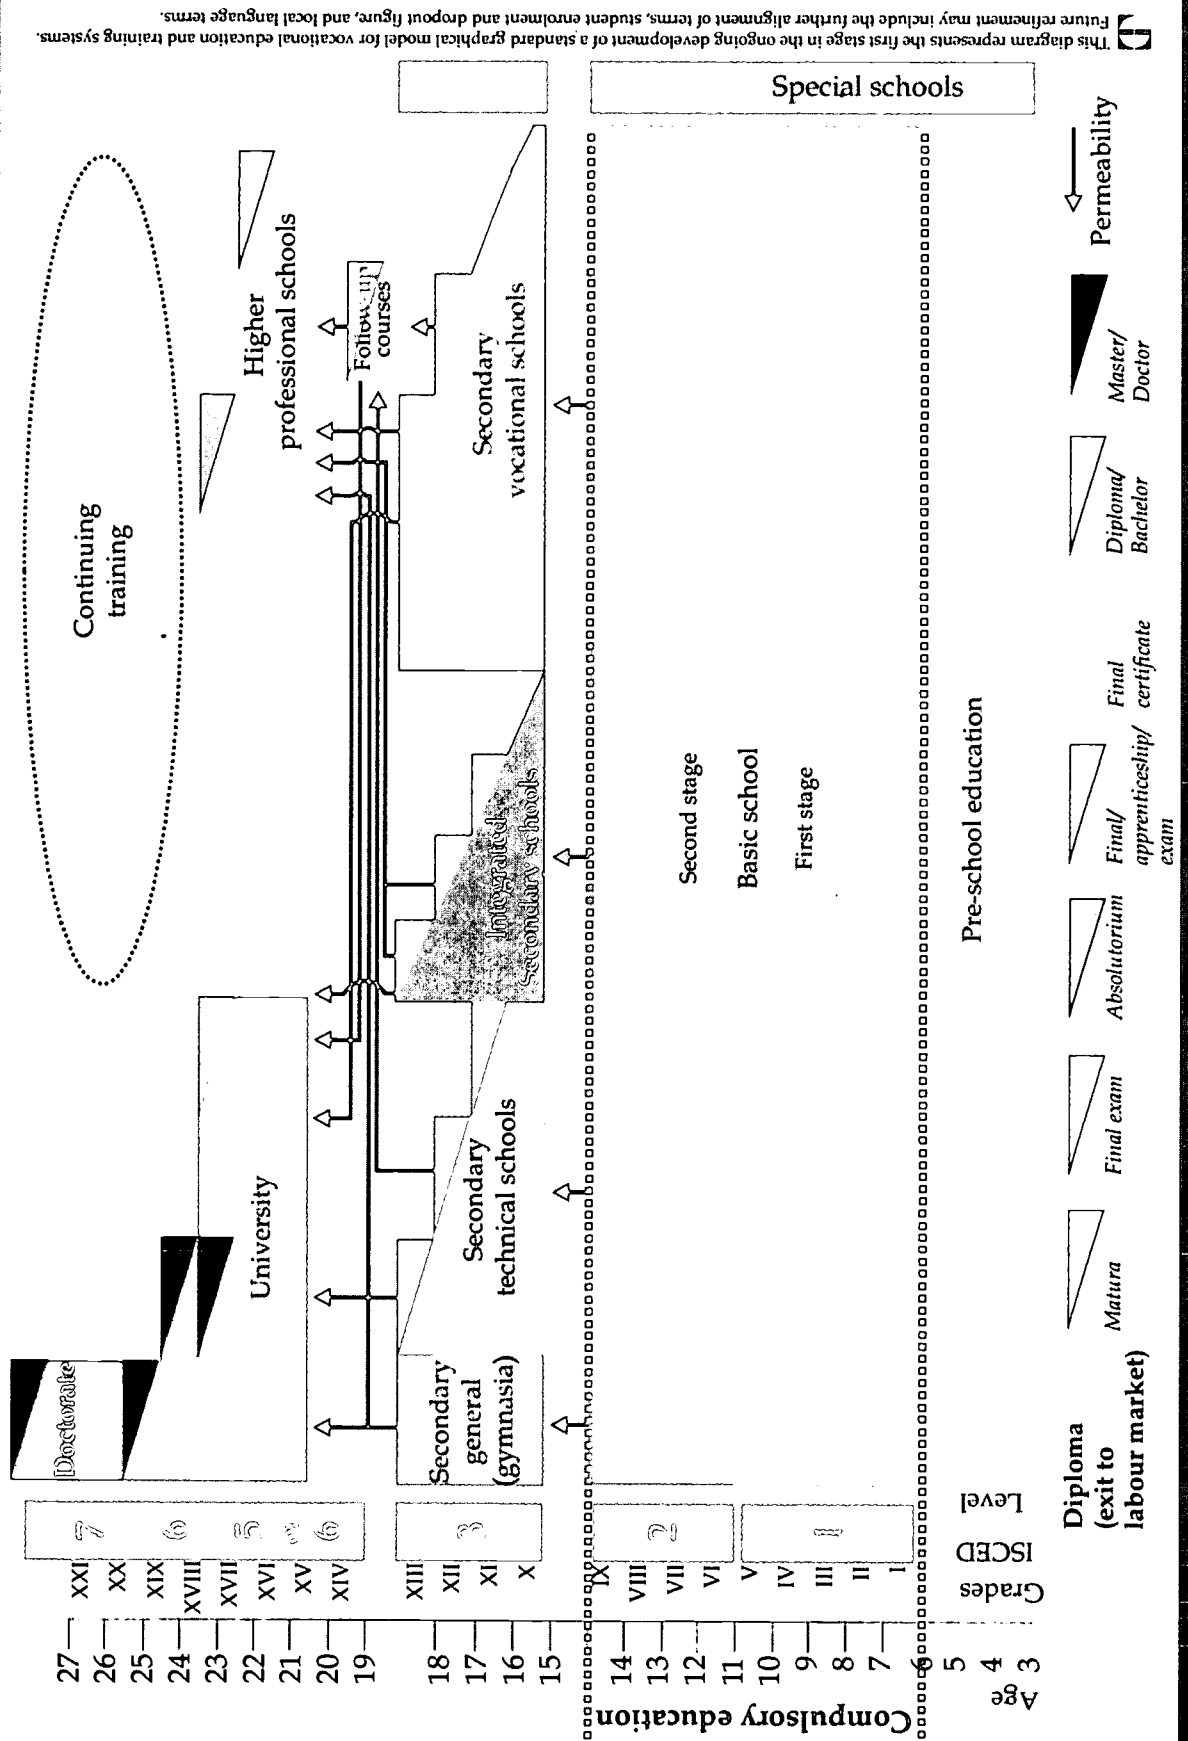 This diagram represents the first stage in the ongoing development of a standard graphical model for vocational education and training systems.
Future refinement may include the further alignment of terms, student enrolment and dropout figure, and local language terms.
Special schools
Continuing
training
Higher
professional schools
Follow-up
courses
Secondary
vocational schools
Integrated
Secondary schools
University
Doctorate
Secondary
technical schools
Secondary
general
(gymnasia)
Second stage
Basic school
First stage
Pre-school education
Age
Grades
ISCED
Level
27
26
25
24
23
22
21
20
19
18
17
16
15
14
13
12
11
10
9
8
7
6
5
4
3
Compulsory education
XXI
XX
XIX
XVIII
XVII
XVI
XV
XIV
XIII
XII
XI
X
IX
VIII
VII
VI
V
IV
III
II
I
7
6
5
6
3
2
1
Diploma
(exit to
labour market)
Matura
Final exam
Absolutorium
Final/
apprenticeship/
exam
Final
certificate
Diploma/
Bachelor
Master/
Doctor
Permeability